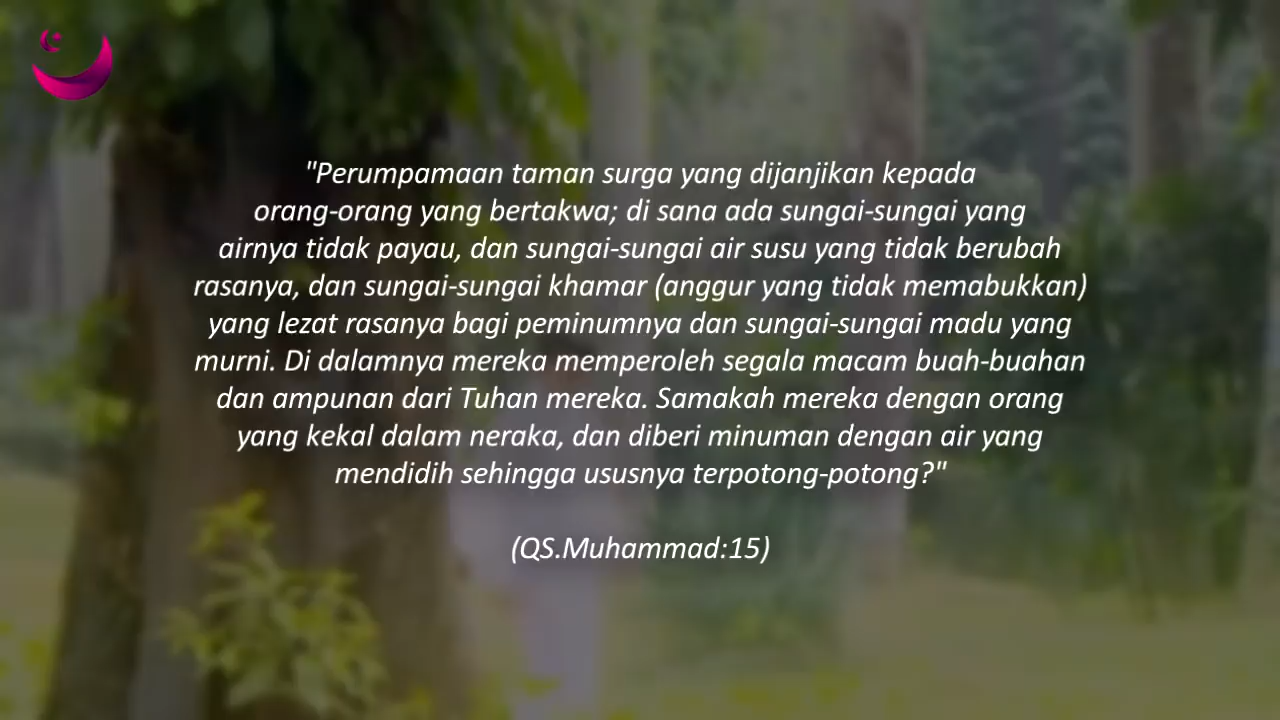 "Perumpamaan taman surga yang dijanjikan kepada
orang-orang yang bertakwa; di sana ada sungai-sungai yang
airnya tidak payau, dan sungai-sungai air susu yang tidak berubah
rasanya, dan sungai-sungai khamar (anggur yang tidak memabukkan)
yang lezat rasanya bagi peminumnya dan sungai-sungai madu yang
murni. Di dalamnya mereka memperoleh segala macam buah-buahan
dan ampunan dari Tuhan mereka. Samakah mereka dengan orang
yang kekal dalam neraka, dan diberi minuman dengan air yang
mendidih sehingga ususnya terpotong-potong?"
(QS.Muhammad:15)